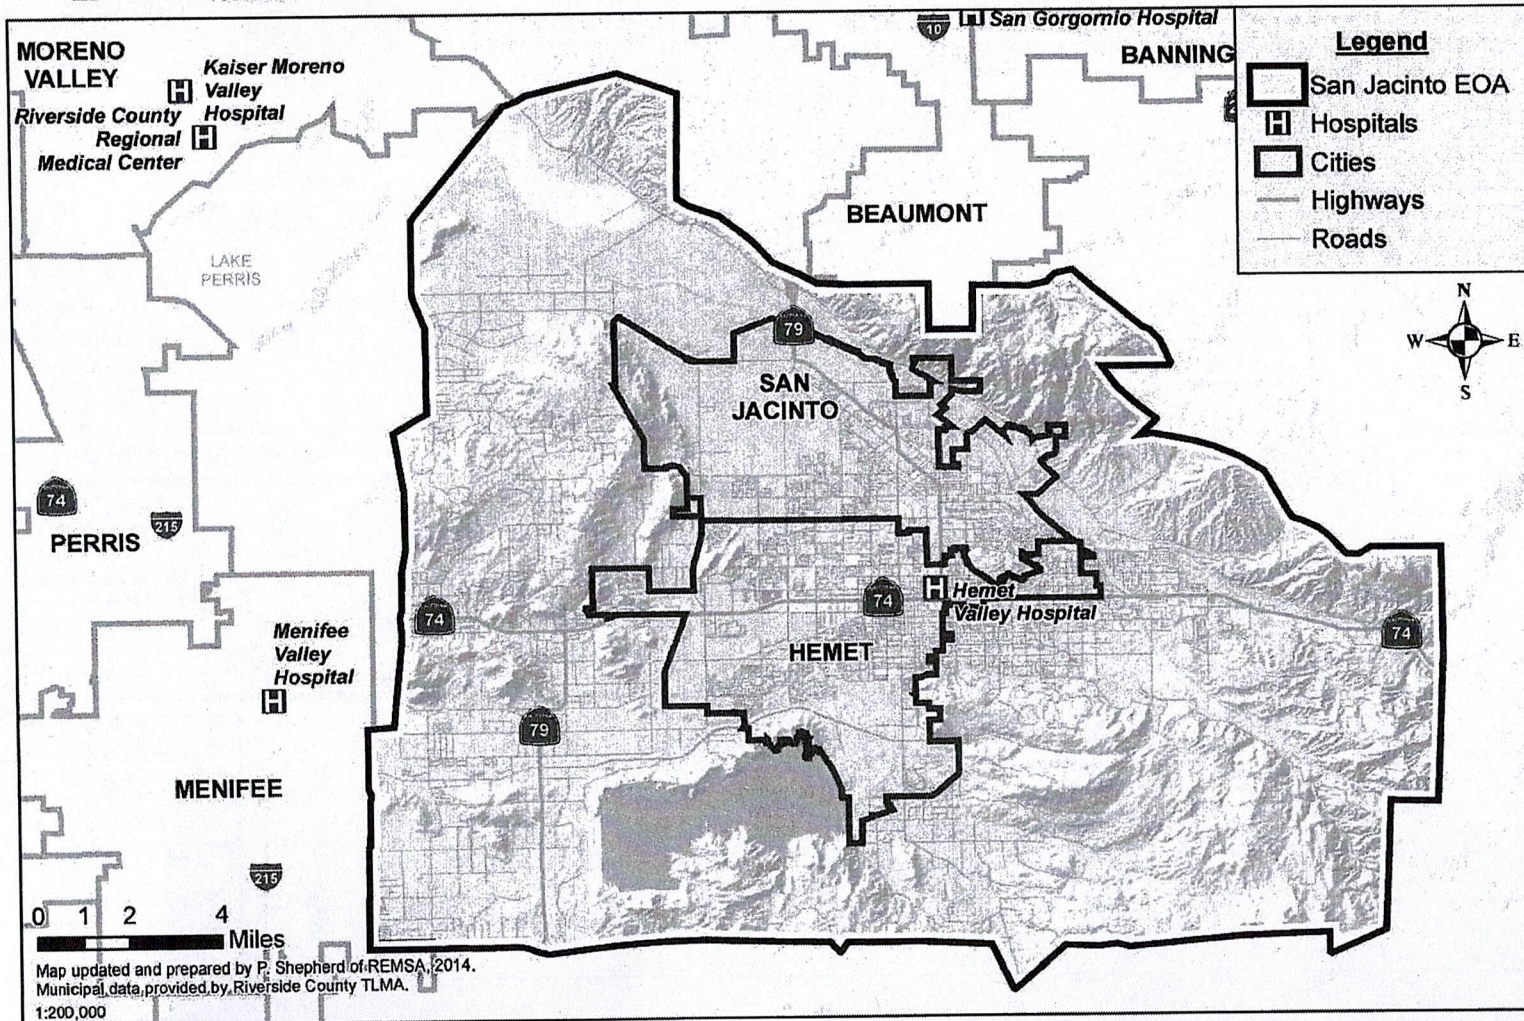 MORENO
VALLEY
Kaiser Moreno
Valley
Hospital
H
Riverside County
Regional
Medical Center
H
LAKE
PERRIS
10
H
San Gorgornio Hospital
BANNING
BEAUMONT
Legend
San Jacinto EOA
H Hospitals
Cities
Highways
Roads
N
W E
S
79
SAN
JACINTO
74
215
PERRIS
74
74
H
Hemet
Valley Hospital
74
HEMET
Menifee
Valley
Hospital
H
79
MENIFEE
215
0 1 2 4
Miles
Map updated and prepared by P. Shepherd of REMSA, 2014.
Municipal data provided by Riverside County TLMA.
1:200,000